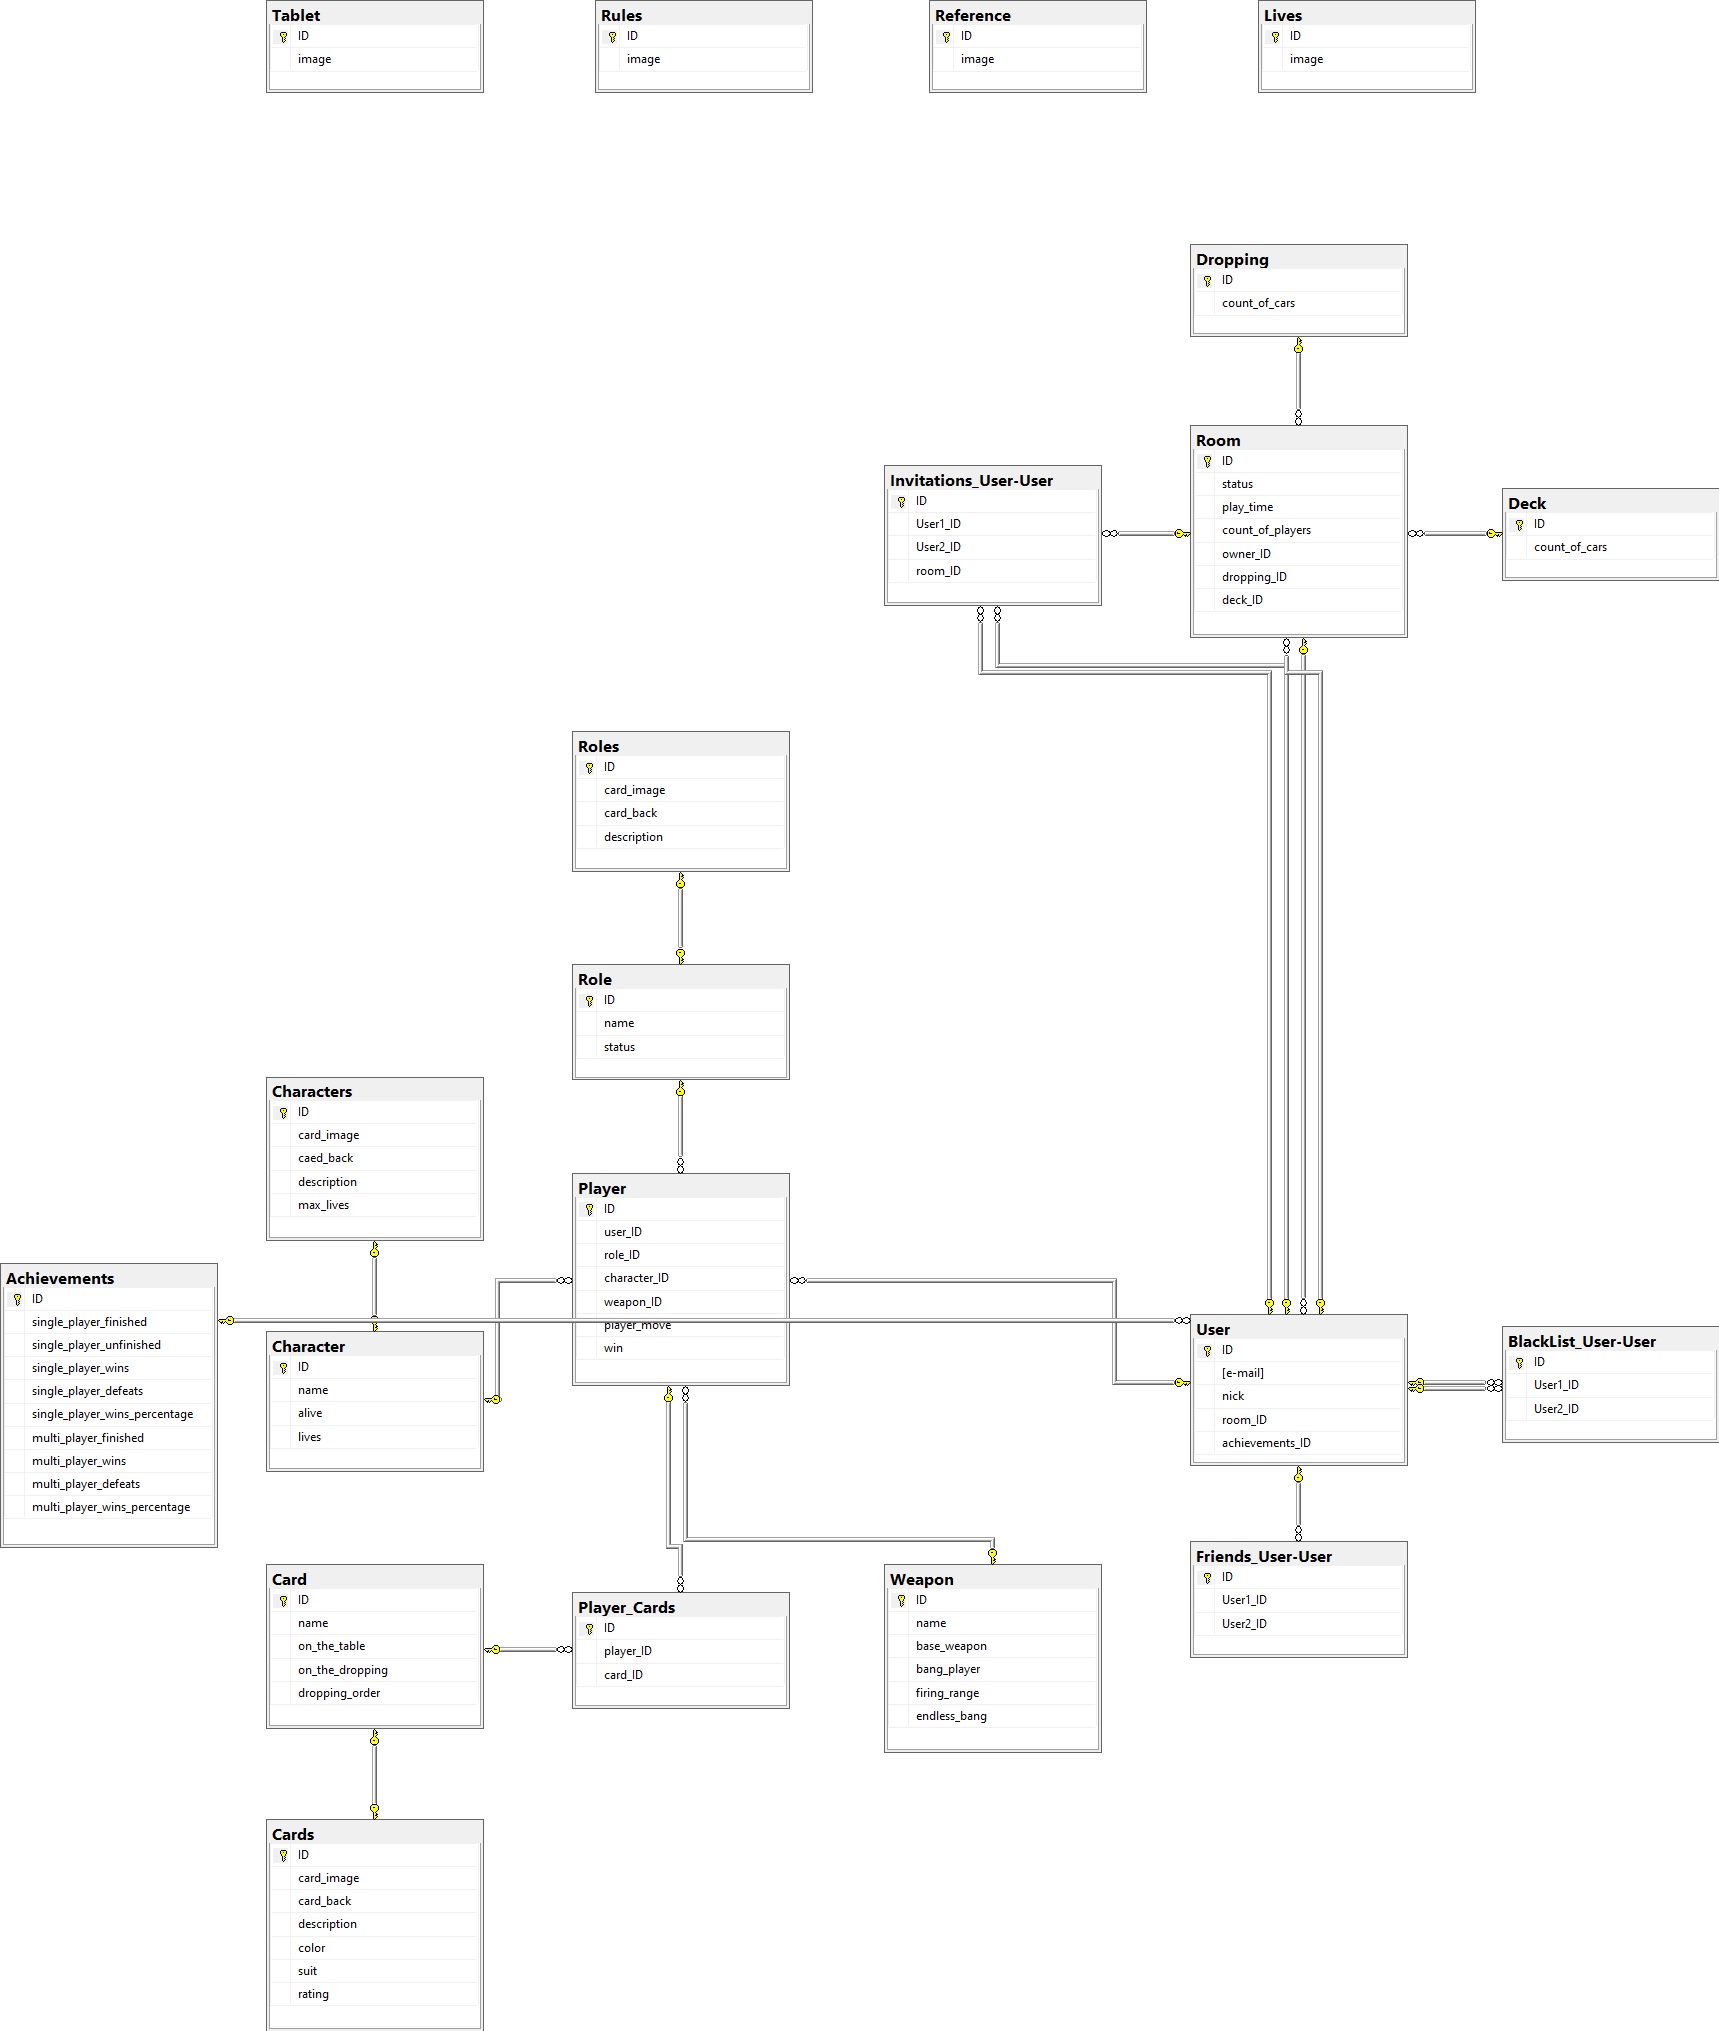 Tablet
ID
image
Rules
ID
image
Reference
ID
image
Lives
ID
image
Dropping
ID
count_of_cars
Room
ID
status
play_time
count_of_players
owner_ID
dropping_ID
deck_ID
Invitations_User-User
ID
User1_ID
User2_ID
room_ID
Deck
ID
count_of_cars
Roles
ID
card_image
card_back
description
Role
ID
name
status
Characters
ID
card_image
caed_back
description
max_lives
Player
ID
user_ID
role_ID
character_ID
weapon_ID
player_move
win
Achievements
ID
single_player_finished
single_player_unfinished
single_player_wins
single_player_defeats
single_player_wins_percentage
multi_player_finished
multi_player_wins
multi_player_defeats
multi_player_wins_percentage
Character
ID
name
alive
lives
User
ID
[e-mail]
nick
room_ID
achievements_ID
BlackList_User-User
ID
User1_ID
User2_ID
Friends_User-User
ID
User1_ID
User2_ID
Card
ID
name
on_the_table
on_the_dropping
dropping_order
Player_Cards
ID
player_ID
card_ID
Weapon
ID
name
base_weapon
bang_player
firing_range
endless_bang
Cards
ID
card_image
card_back
description
color
suit
rating